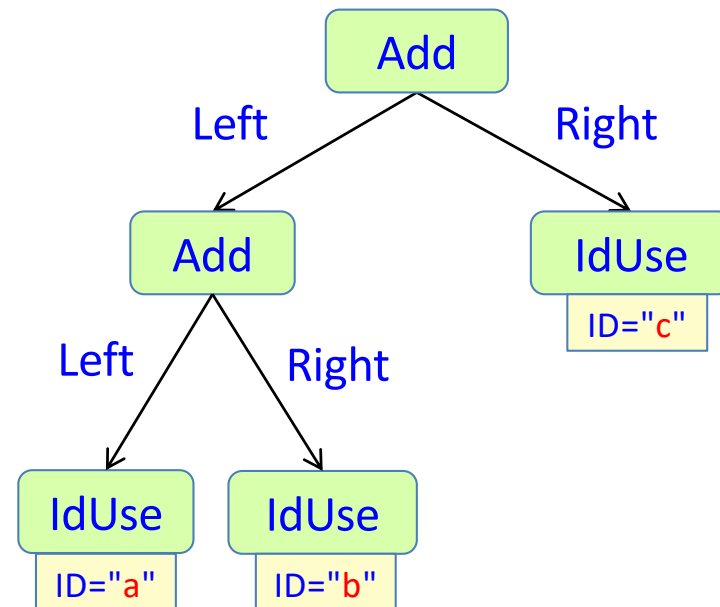 Add
Left
Right
Add
IdUse
ID="c"
Left
Right
IdUse
IdUse
ID="a"
ID="b"